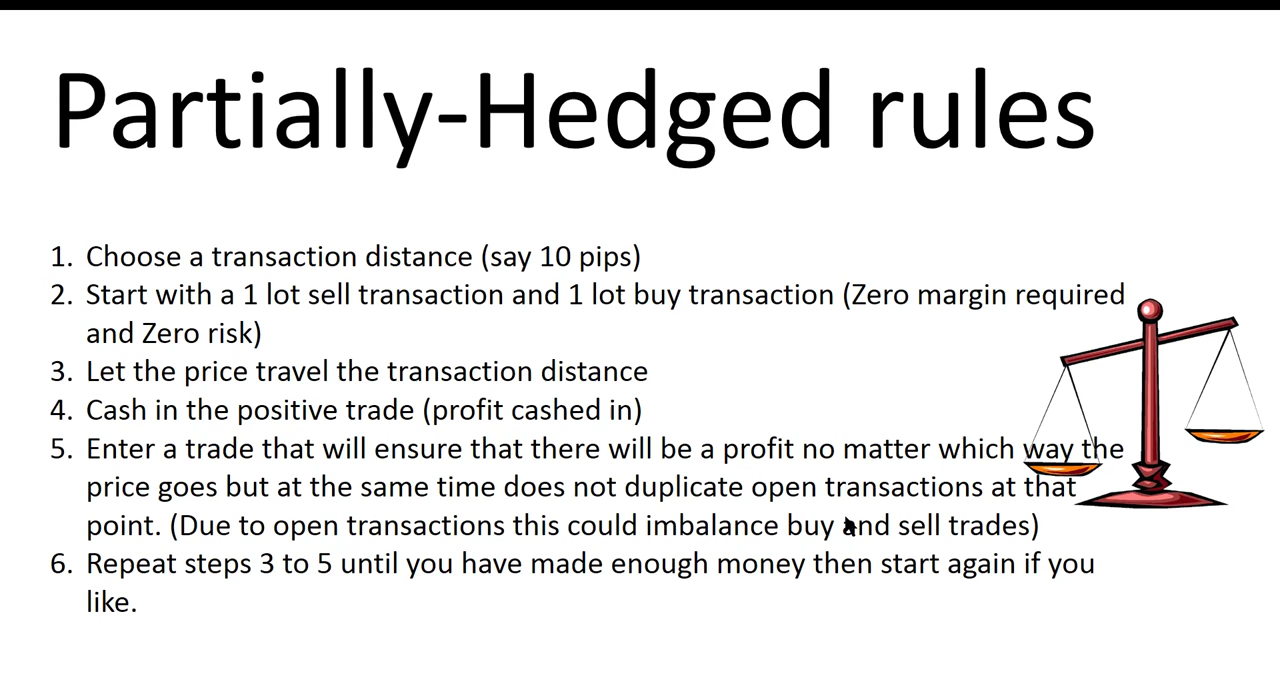 Partially-Hedged rules
1. Choose a transaction distance (say 10 pips)
2. Start with a 1 lot sell transaction and 1 lot buy transaction (Zero margin required
and Zero risk)
3. Let the price travel the transaction distance
4. Cash in the positive trade (profit cashed in)
5. Enter a trade that will ensure that there will be a profit no matter which way the
price goes but at the same time does not duplicate open transactions at that
point. (Due to open transactions this could imbalance buy and sell trades)
6. Repeat steps 3 to 5 until you have made enough money then start again if you
like.